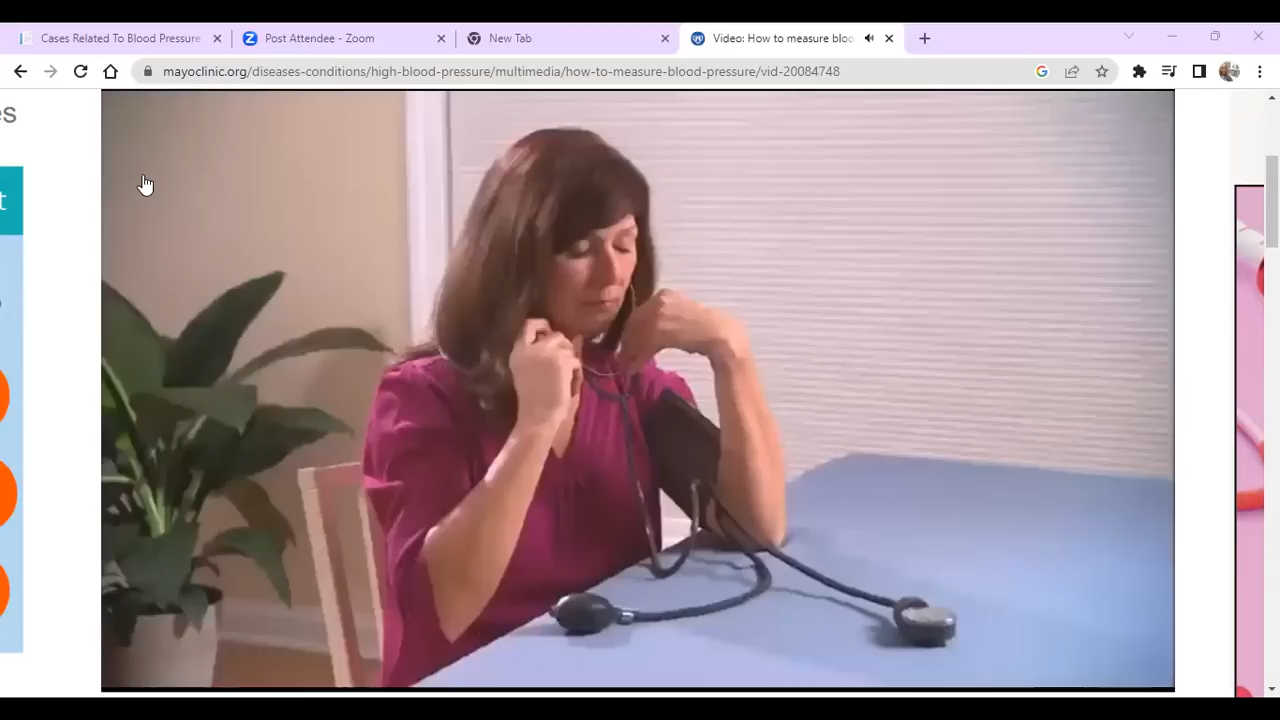 Cases Related To Blood Pressure
Post Attendee - Zoom
New Tab
Video: How to measure bloo
mayoclinic.org/diseases-conditions/high-blood-pressure/multimedia/how-to-measure-blood-pressure/vid-20084748
es
t